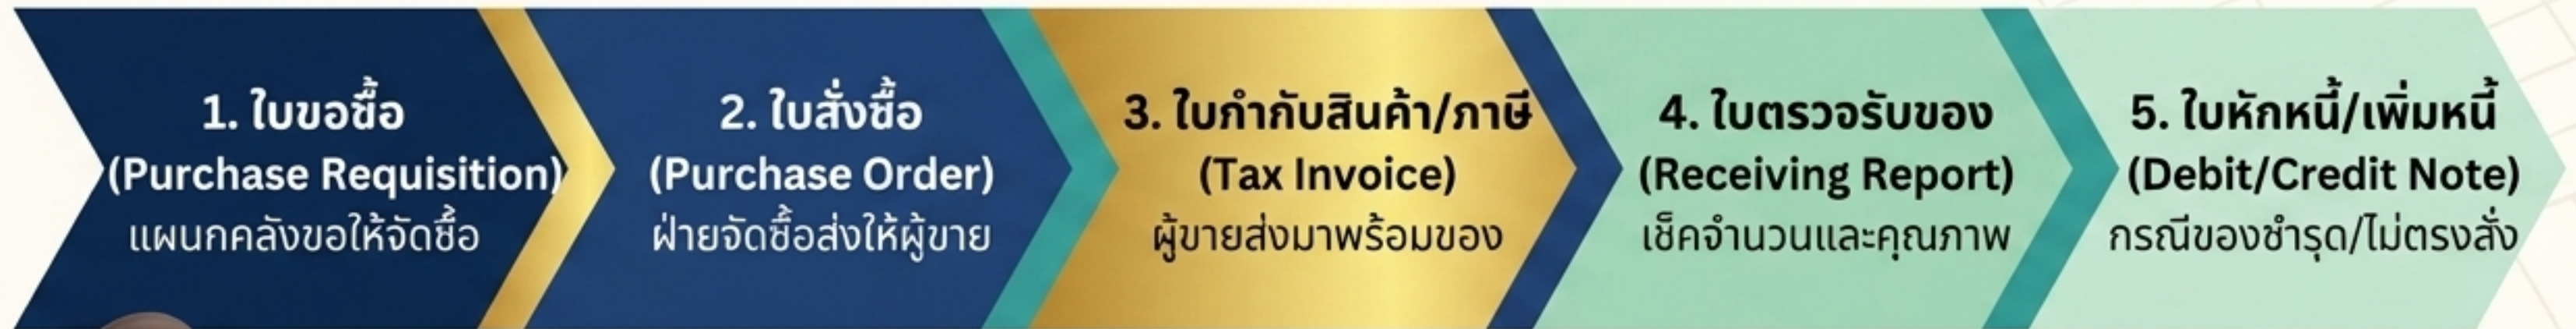 1. ใบขอซื้อ
(Purchase Requisition)
แผนกคลังขอให้จัดซื้อ
2. ใบสั่งซื้อ
(Purchase Order)
ฝ่ายจัดซื้อส่งให้ผู้ขาย
3. ใบกำกับสินค้า/ภาษี
(Tax Invoice)
ผู้ขายส่งมาพร้อมของ
4. ใบตรวจรับของ
(Receiving Report)
เช็คจำนวนและคุณภาพ
5. ใบหักหนี้/เพิ่มหนี้
(Debit/Credit Note)
กรณีของชำรุด/ไม่ตรงสั่ง